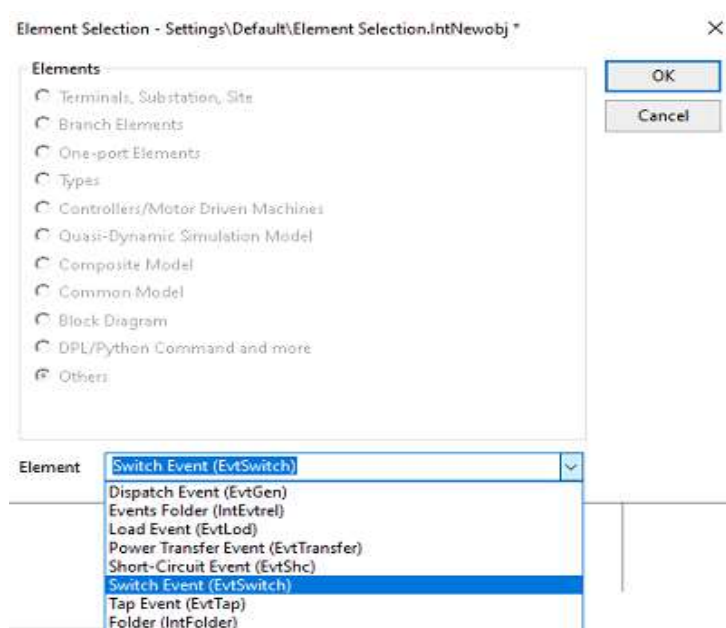 Element Selection - Settings\Default\Element Selection.IntNewobj *
Elements
OK
Terminals, Substation, Site
Cancel
Branch Elements
One-port Elements
Types
Controllers/Motor Driven Machines
Quasi-Dynamic Simulation Model
Composite Model
Common Model
Block Diagram
DPL/Python Command and more
Others
Element
Switch Event (EvtSwitch)
Dispatch Event (EvtGen)
Events Folder (IntEvtrel)
Load Event (EvtLod)
Power Transfer Event (EvtTransfer)
Short-Circuit Event (EvtShc)
Switch Event (EvtSwitch)
Tap Event (EvtTap)
Folder (IntFolder)